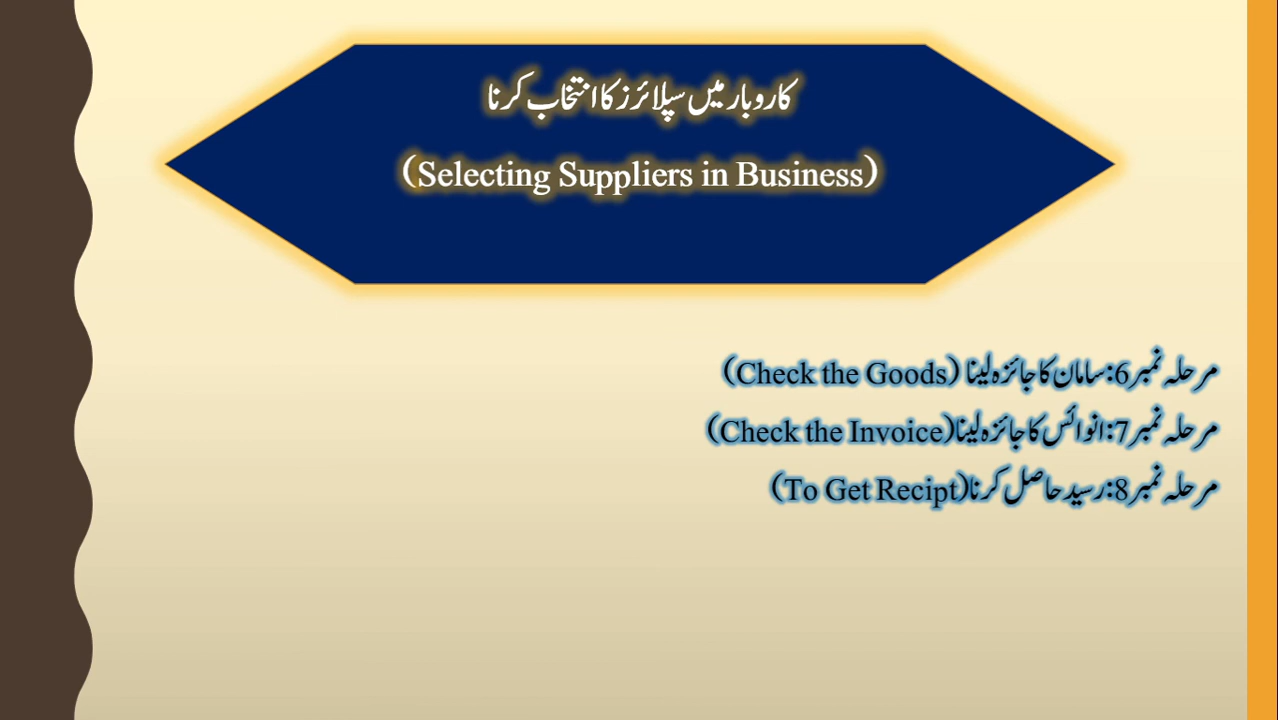 کاروبار میں سپلائرز کا انتخاب کرنا
(Selecting Suppliers in Business)
مرحلہ نمبر6:سامان کا جائزہ لینا (Check the Goods)
مرحلہ نمبر7:انوائس کا جائزہ لینا(Check the Invoice)
مرحلہ نمبر8:رسید حاصل کرنا(To Get Recipt)